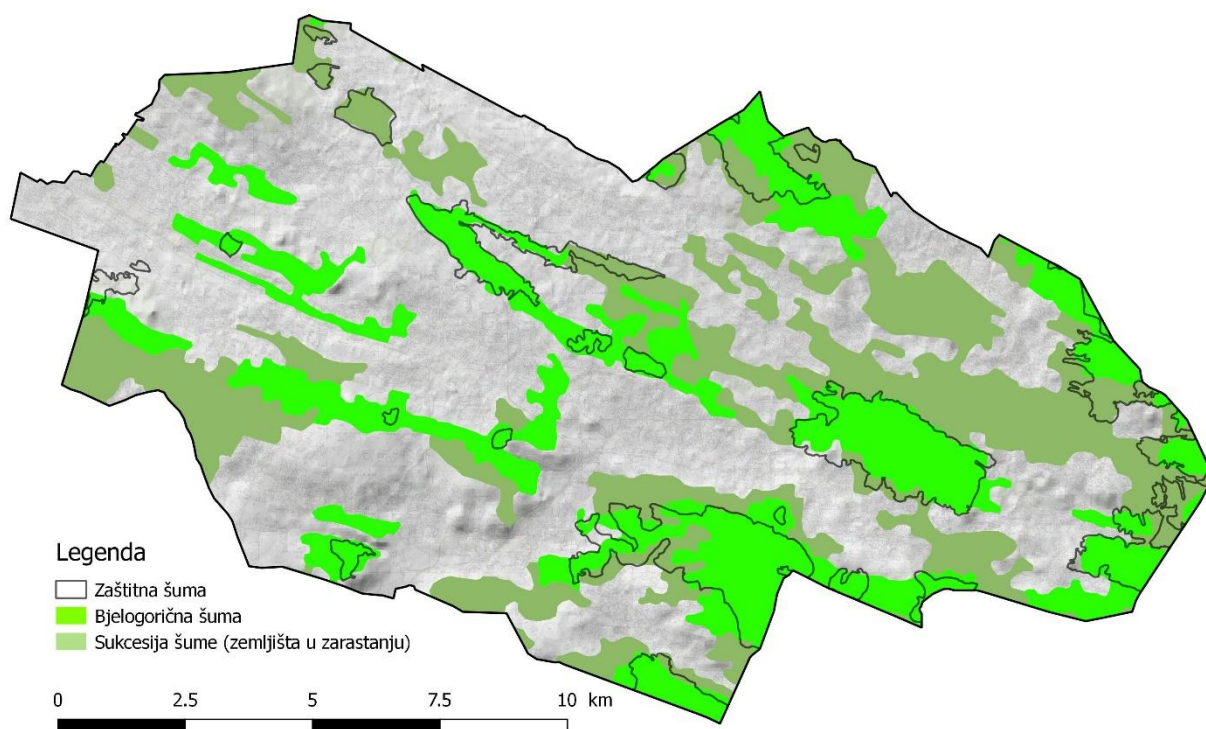 Legenda
Zaštitna šuma
Bjelogorična šuma
Sukcesija šume (zemljišta u zarastanju)
0 2.5 5 7.5 10 km